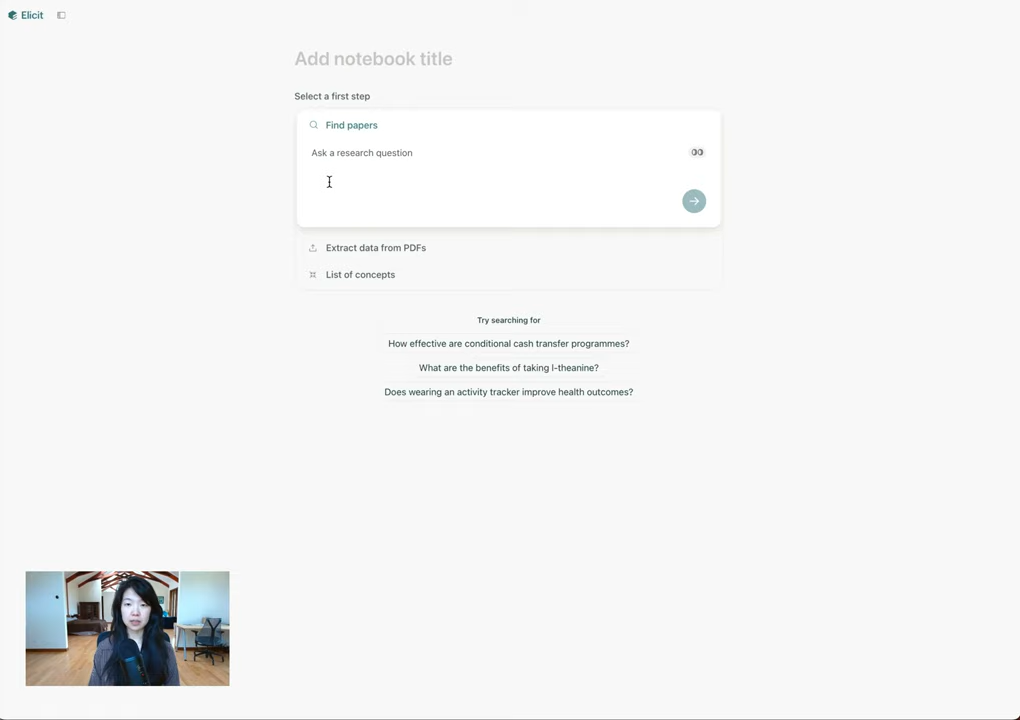 Elicit
Add notebook title
Select a first step
Find papers
Ask a research question
Extract data from PDFs
List of concepts
Try searching for
How effective are conditional cash transfer programmes?
What are the benefits of taking l-theanine?
Does wearing an activity tracker improve health outcomes?